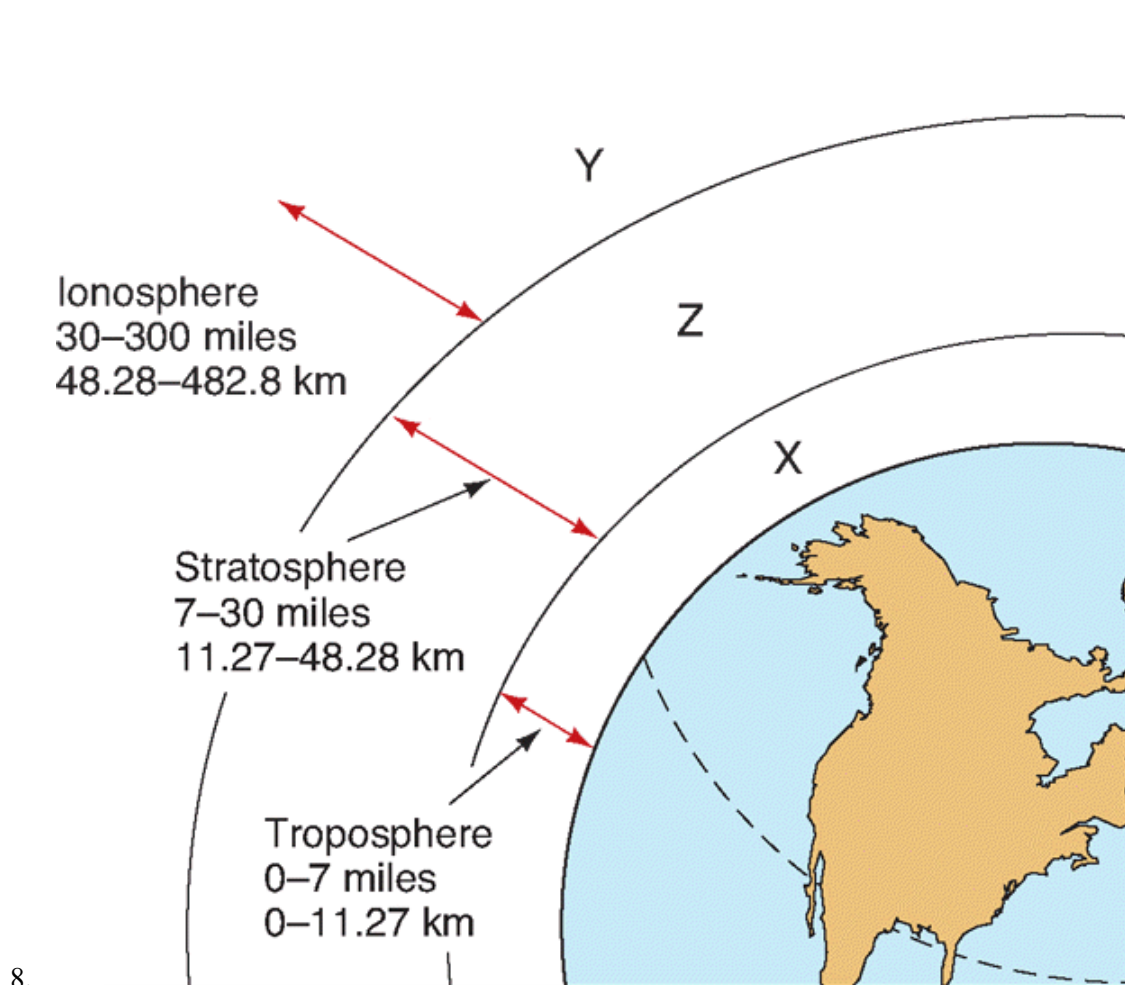 Y
Ionosphere
30–300 miles
48.28–482.8 km
Z
X
Stratosphere
7–30 miles
11.27–48.28 km
Troposphere
0–7 miles
0–11.27 km
8.